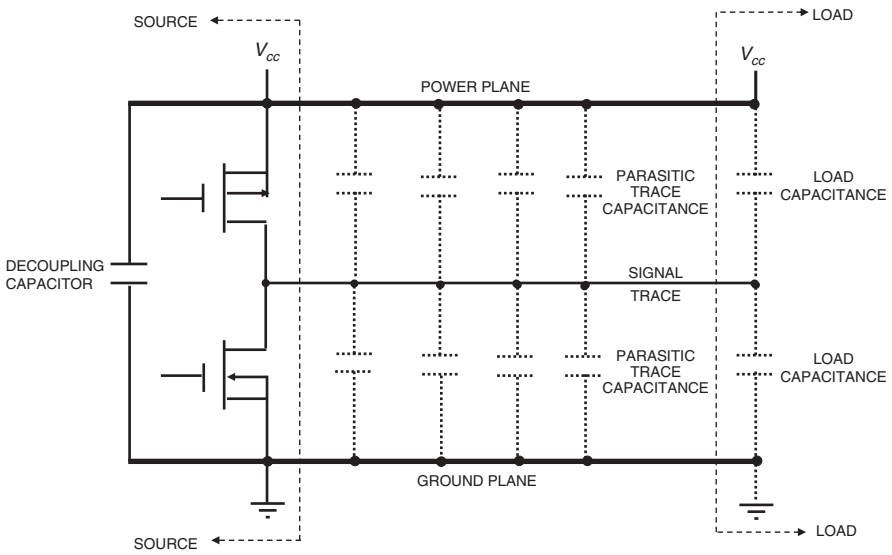 SOURCE
LOAD
Vcc
Vcc
POWER PLANE
PARASITIC
TRACE
CAPACITANCE
LOAD
CAPACITANCE
DECOUPLING
CAPACITOR
SIGNAL
TRACE
PARASITIC
TRACE
CAPACITANCE
LOAD
CAPACITANCE
GROUND PLANE
SOURCE
LOAD